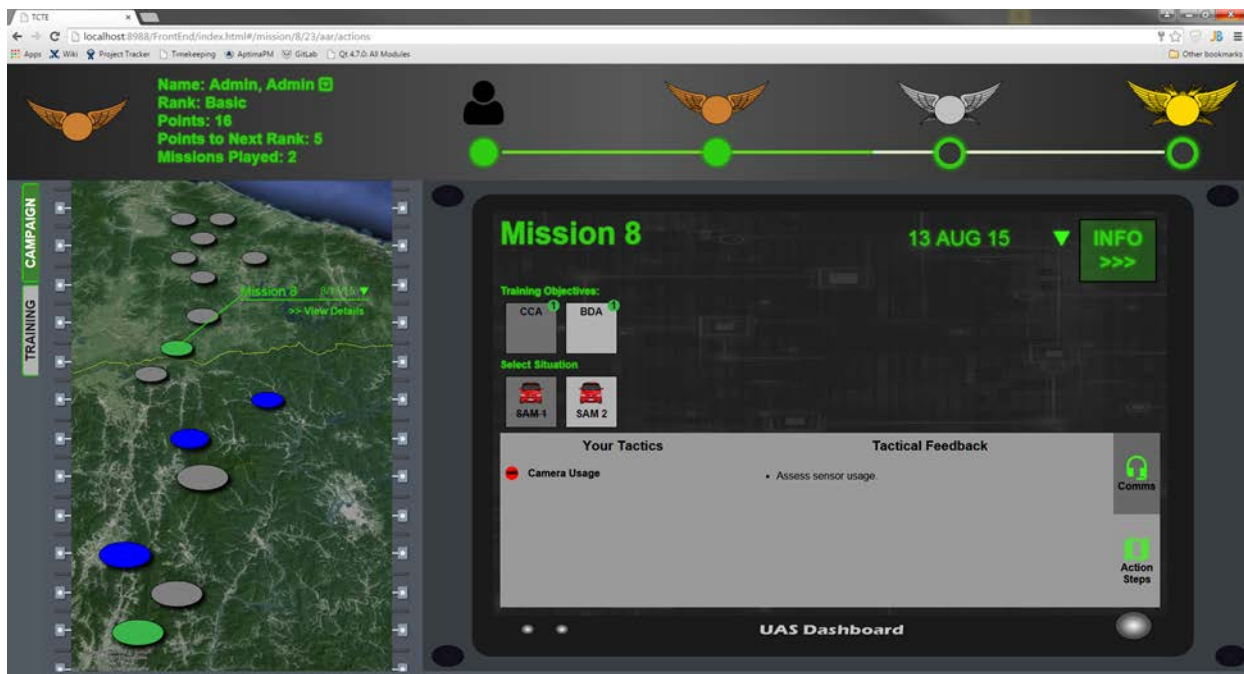 TCTE
localhost:8988/FrontEnd/index.html#/mission/8/23/aar/actions
Apps Wiki Project Tracker Timekeeping AptimaPM GitLab Qt 4.7.0: All Modules Other bookmarks
JB
Name: Admin, Admin
Rank: Basic
Points: 16
Points to Next Rank: 5
Missions Played: 2
CAMPAIGN
TRAINING
Mission 8
>> View Details
Mission 8 13 AUG 15 ▼ INFO
>>>
Training Objectives:
CCA 1 BDA 1
Select Situation
SAM 1 SAM 2
Your Tactics Tactical Feedback
Camera Usage • Assess sensor usage.
Comms
Action
Steps
UAS Dashboard